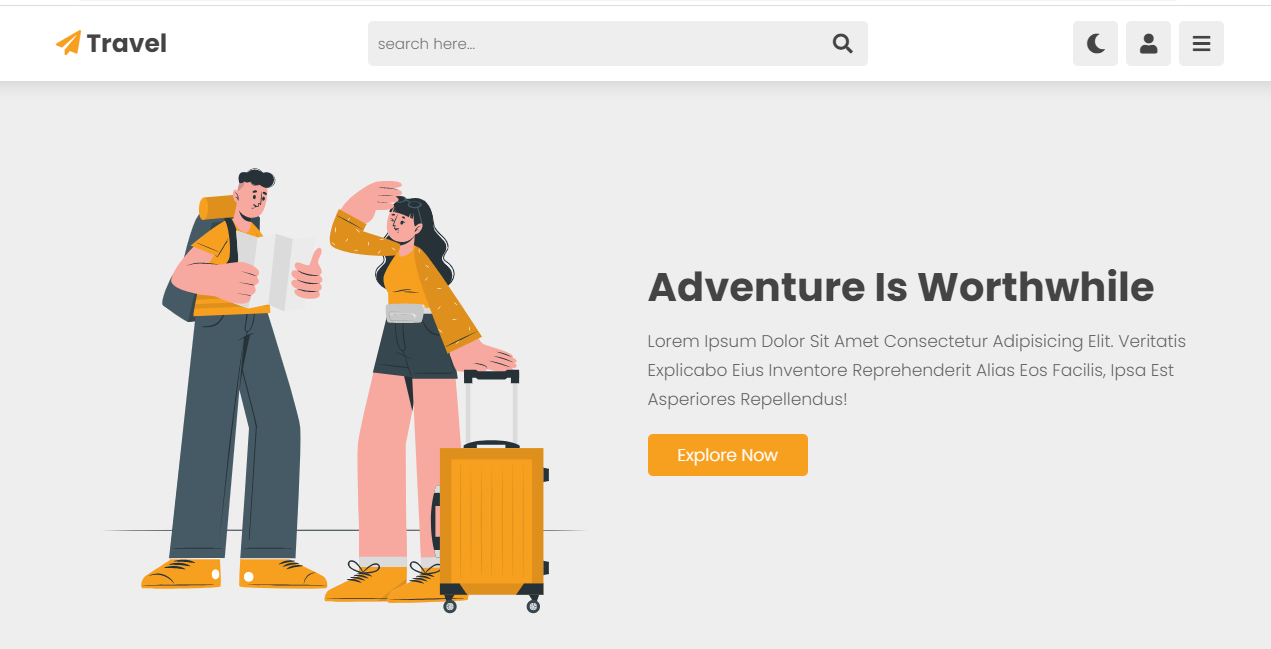 Travel
search here...
Adventure Is Worthwhile
Lorem Ipsum Dolor Sit Amet Consectetur Adipisicing Elit. Veritatis
Explicabo Eius Inventore Reprehenderit Alias Eos Facilis, Ipsa Est
Asperiores Repellendus!
Explore Now